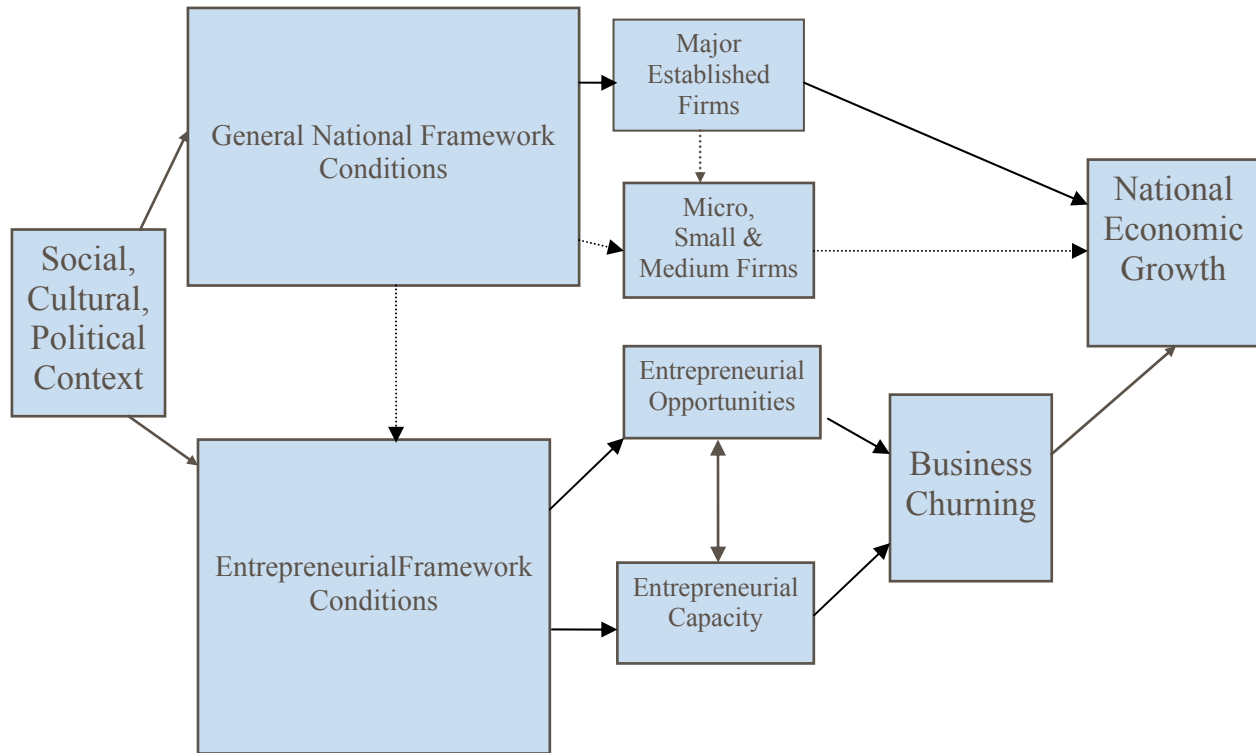 Social,
Cultural,
Political
Context
General National Framework
Conditions
Major
Established
Firms
Micro,
Small &
Medium Firms
National
Economic
Growth
EntrepreneurialFramework
Conditions
Entrepreneurial
Opportunities
Entrepreneurial
Capacity
Business
Churning